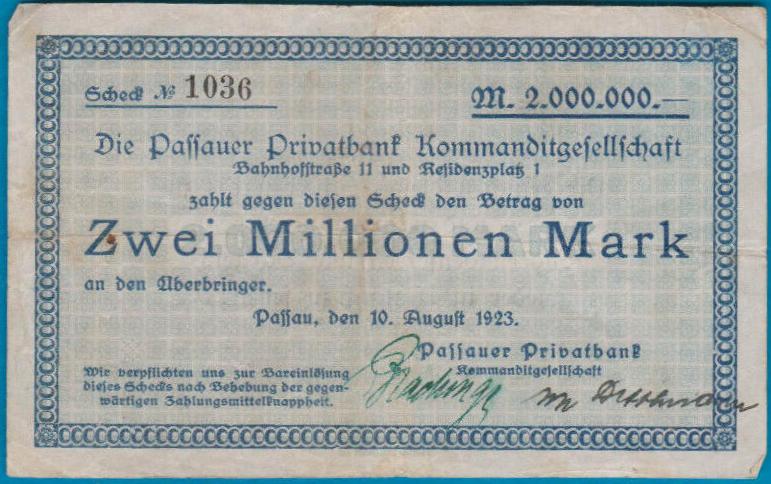 Scheck № 1036
M. 2.000.000.—
Die Passauer Privatbank Kommanditgesellschaft
Bahnhofstraße 11 und Residenzplatz 1
zahlt gegen diesen Scheck den Betrag von
Zwei Millionen Mark
an den Überbringer.
Passau, den 10. August 1923.
Passauer Privatbank
Kommanditgesellschaft
Wir verpflichten uns zur Bareinlösung
dieses Schecks nach Behebung der gegen-
wärtigen Zahlungsmittelknappheit.